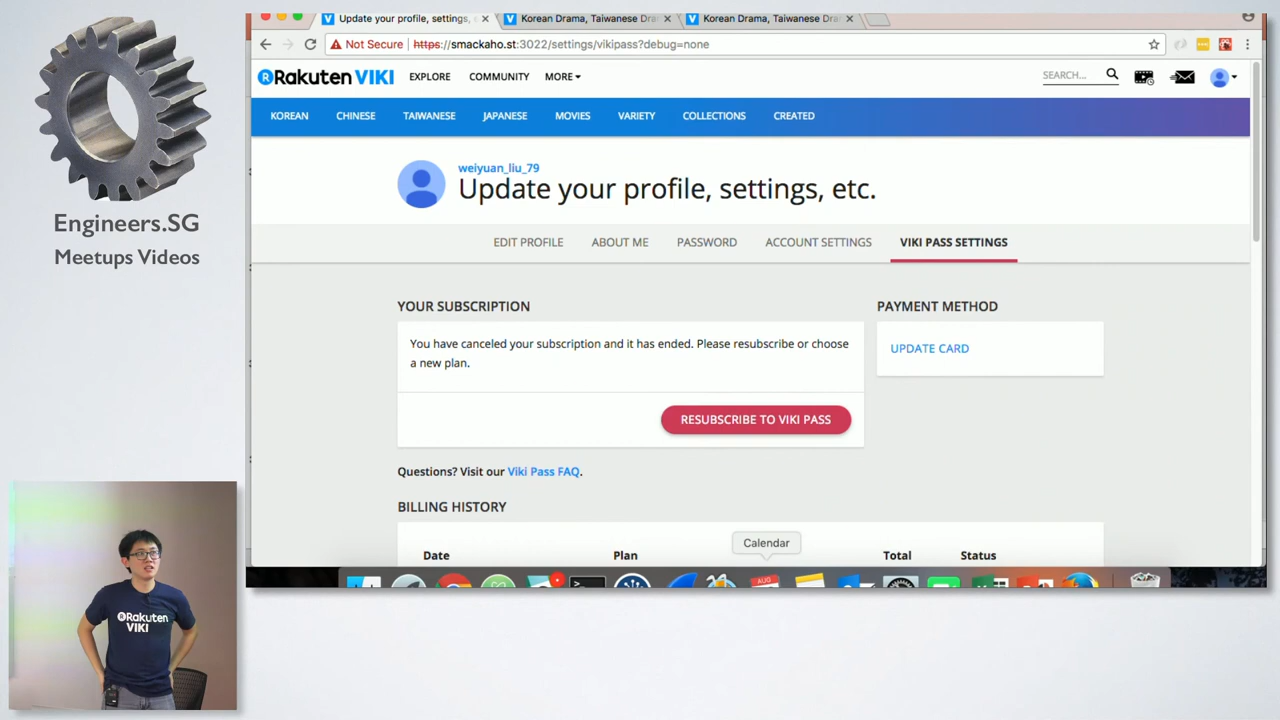 Engineers.SG
Meetups Videos
Rakuten
VIKI
Update your profile, settings, 
Korean Drama, Taiwanese Dra
Korean Drama, Taiwanese Dra
Not Secure
https://smackaho.st:3022/settings/vikipass?debug=none
Rakuten VIKI
EXPLORE
COMMUNITY
MORE
SEARCH...
KOREAN
CHINESE
TAIWANESE
JAPANESE
MOVIES
VARIETY
COLLECTIONS
CREATED
weiyuan_liu_79
Update your profile, settings, etc.
EDIT PROFILE
ABOUT ME
PASSWORD
ACCOUNT SETTINGS
VIKI PASS SETTINGS
YOUR SUBSCRIPTION
You have canceled your subscription and it has ended. Please resubscribe or choose
a new plan.
RESUBSCRIBE TO VIKI PASS
PAYMENT METHOD
UPDATE CARD
Questions? Visit our Viki Pass FAQ.
BILLING HISTORY
Date
Plan
Total
Status
Calendar
AUG